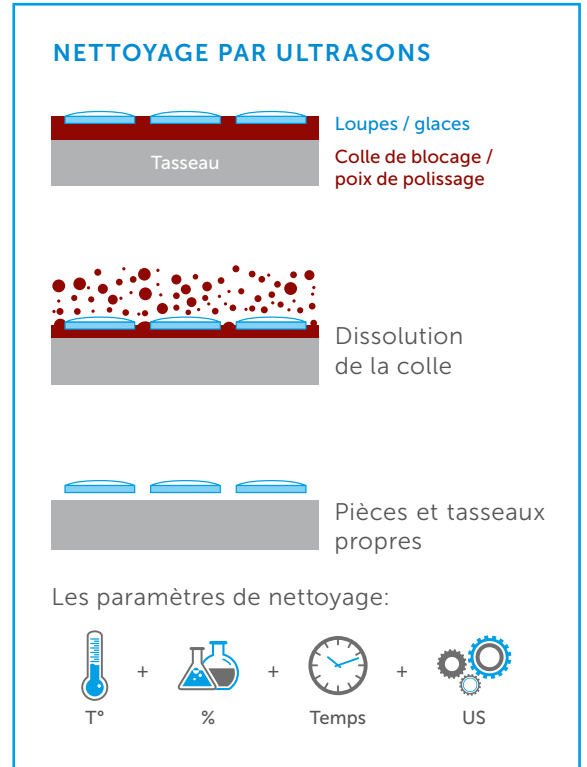 NETTOYAGE PAR ULTRASONS
Loupes / glaces
Tasseau
Colle de blocage /
poix de polissage
Dissolution
de la colle
Pièces et tasseaux
propres
Les paramètres de nettoyage:
+ + +
T° % Temps US